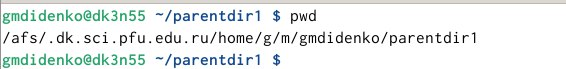 gmdidenko@dk3n55 ~/parentdir1 $ pwd
/afs/.dk.sci.pfu.edu.ru/home/g/m/gmdidenko/parentdir1
gmdidenko@dk3n55 ~/parentdir1 $